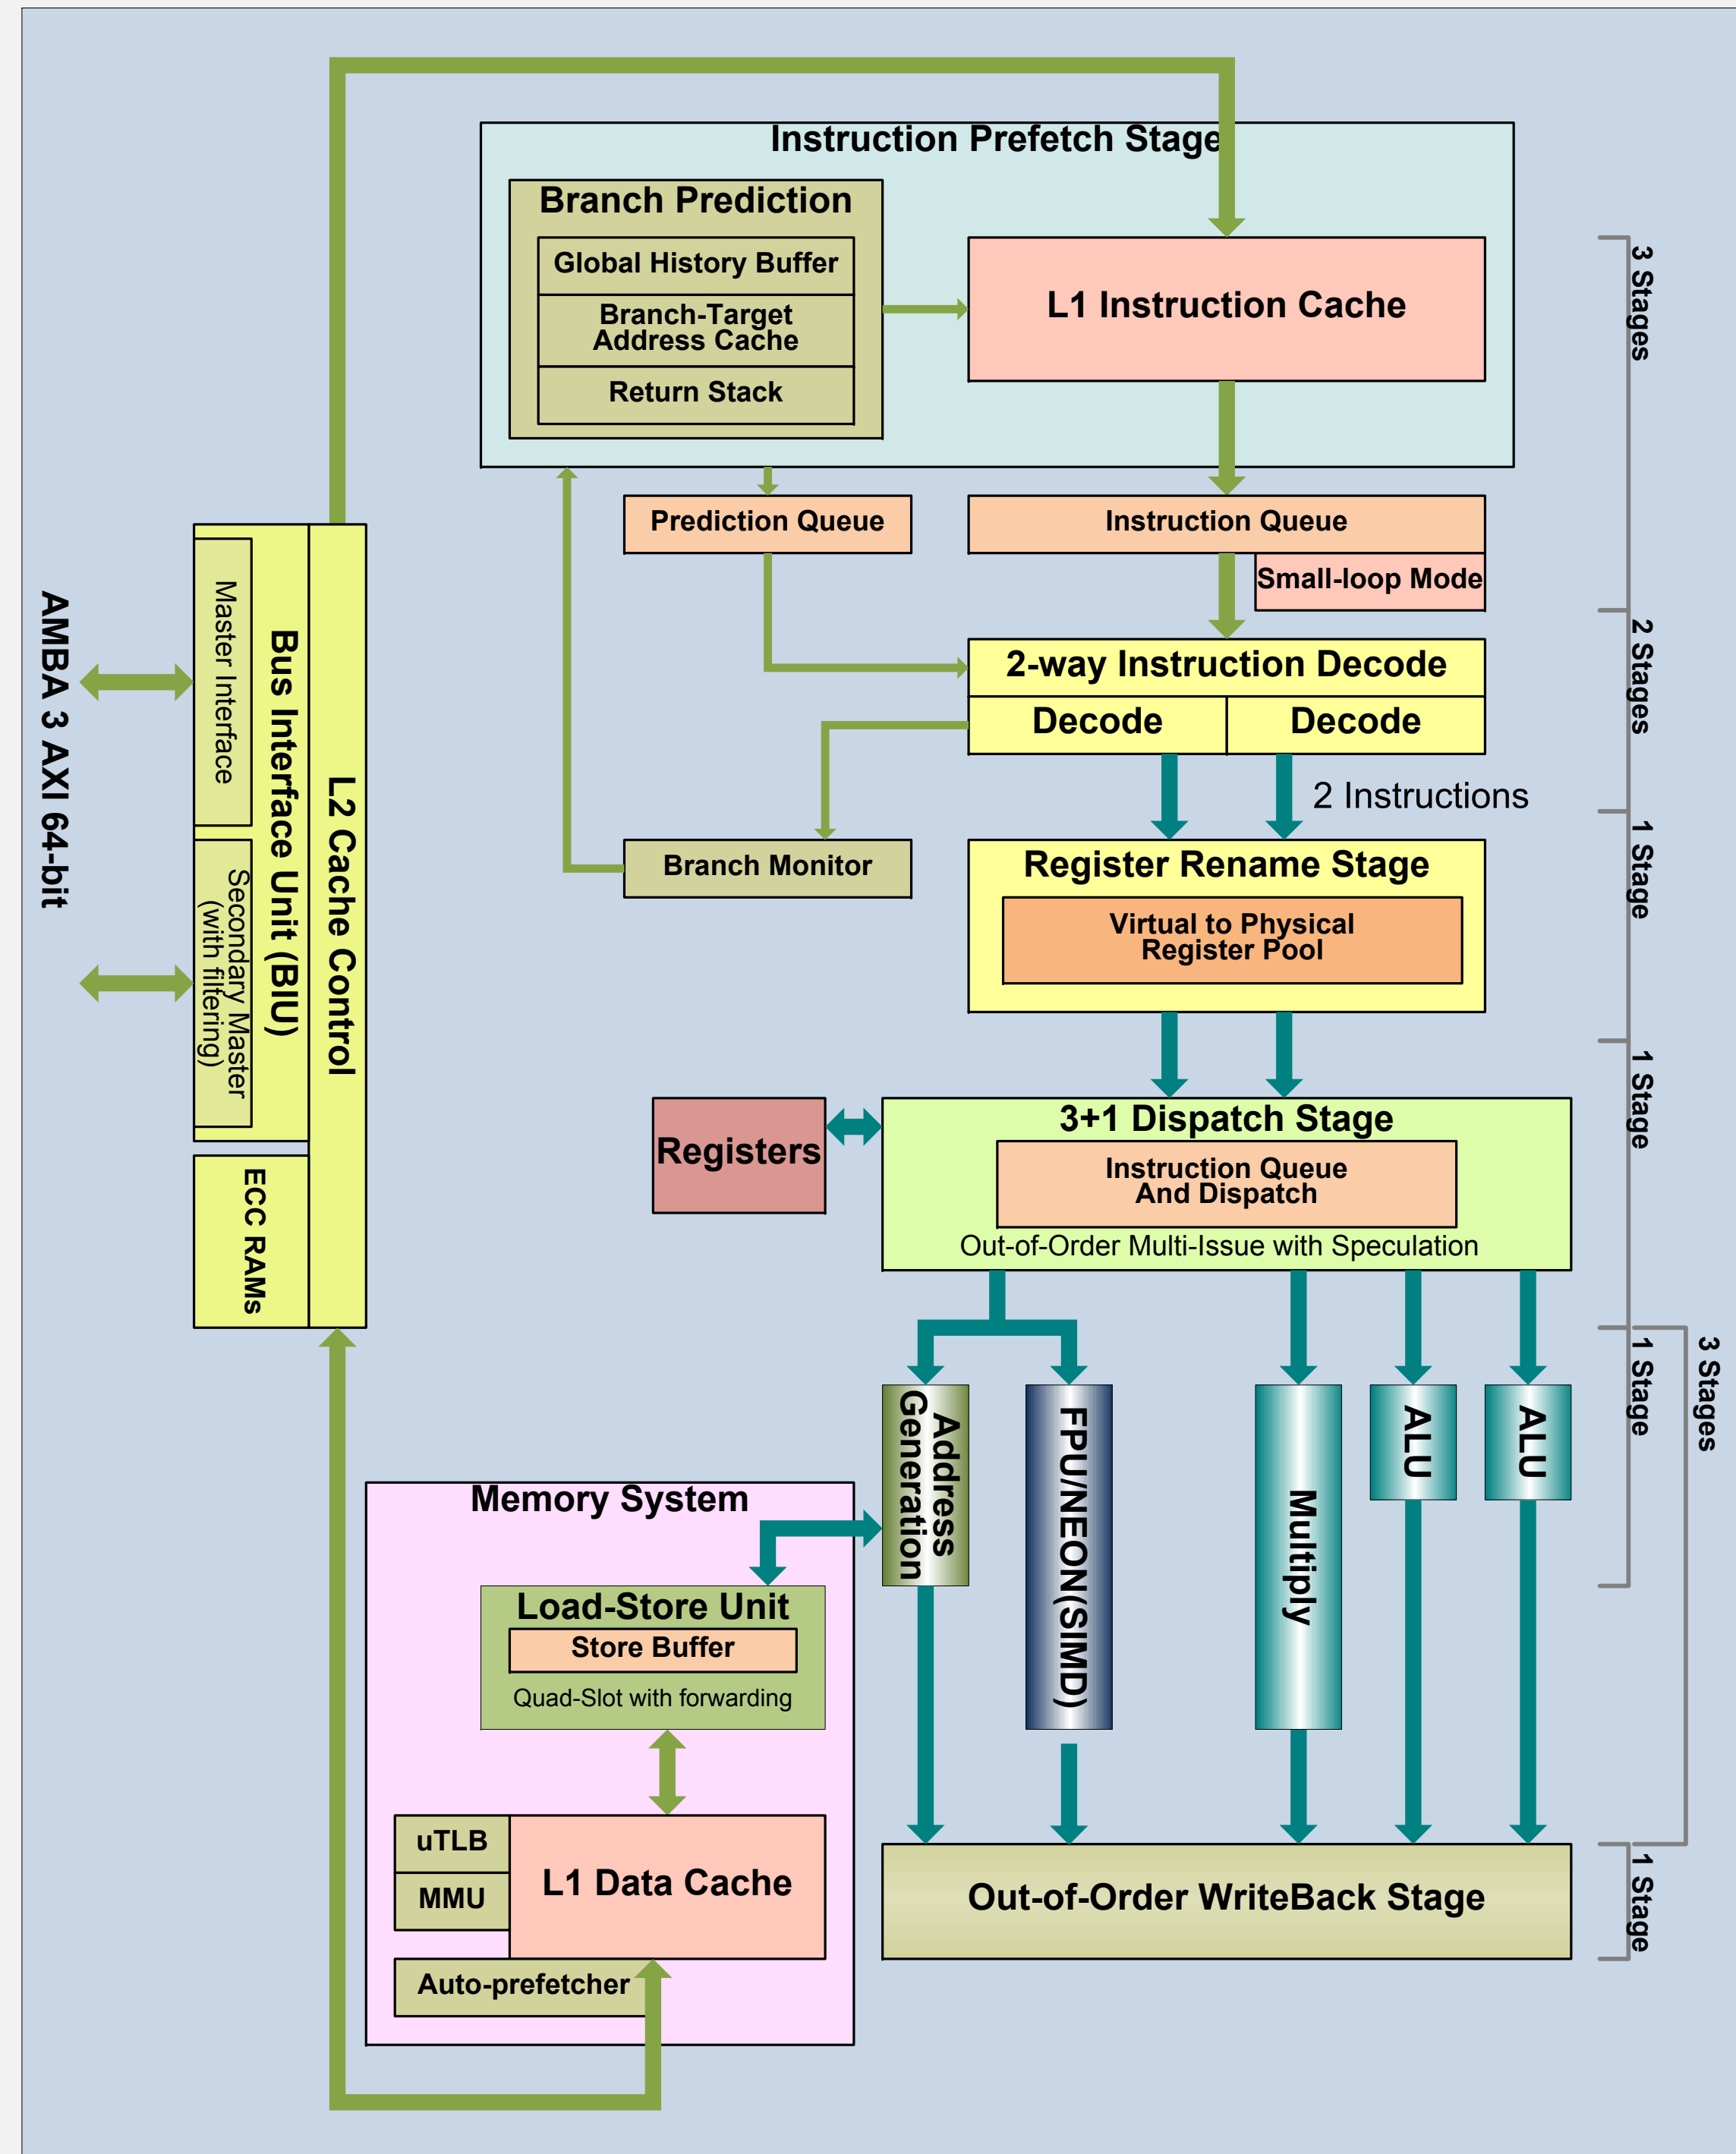 Instruction Prefetch Stage
Branch Prediction
Global History Buffer
Branch-Target
Address Cache
Return Stack
L1 Instruction Cache
3 Stages
Prediction Queue
Instruction Queue
Small-loop Mode
2-way Instruction Decode
Decode
Decode
2 Stages
2 Instructions
Branch Monitor
Register Rename Stage
Virtual to Physical
Register Pool
1 Stage
AMBA 3 AXI 64-bit
Master Interface
Secondary Master
(with filtering)
Bus Interface Unit (BIU)
L2 Cache Control
ECC RAMs
Registers
3+1 Dispatch Stage
Instruction Queue
And Dispatch
Out-of-Order Multi-Issue with Speculation
1 Stage
Address
Generation
FPU/NEON(SIMD)
Multiply
ALU
ALU
1 Stage
3 Stages
Memory System
Load-Store Unit
Store Buffer
Quad-Slot with forwarding
uTLB
MMU
L1 Data Cache
Auto-prefetcher
Out-of-Order WriteBack Stage
1 Stage